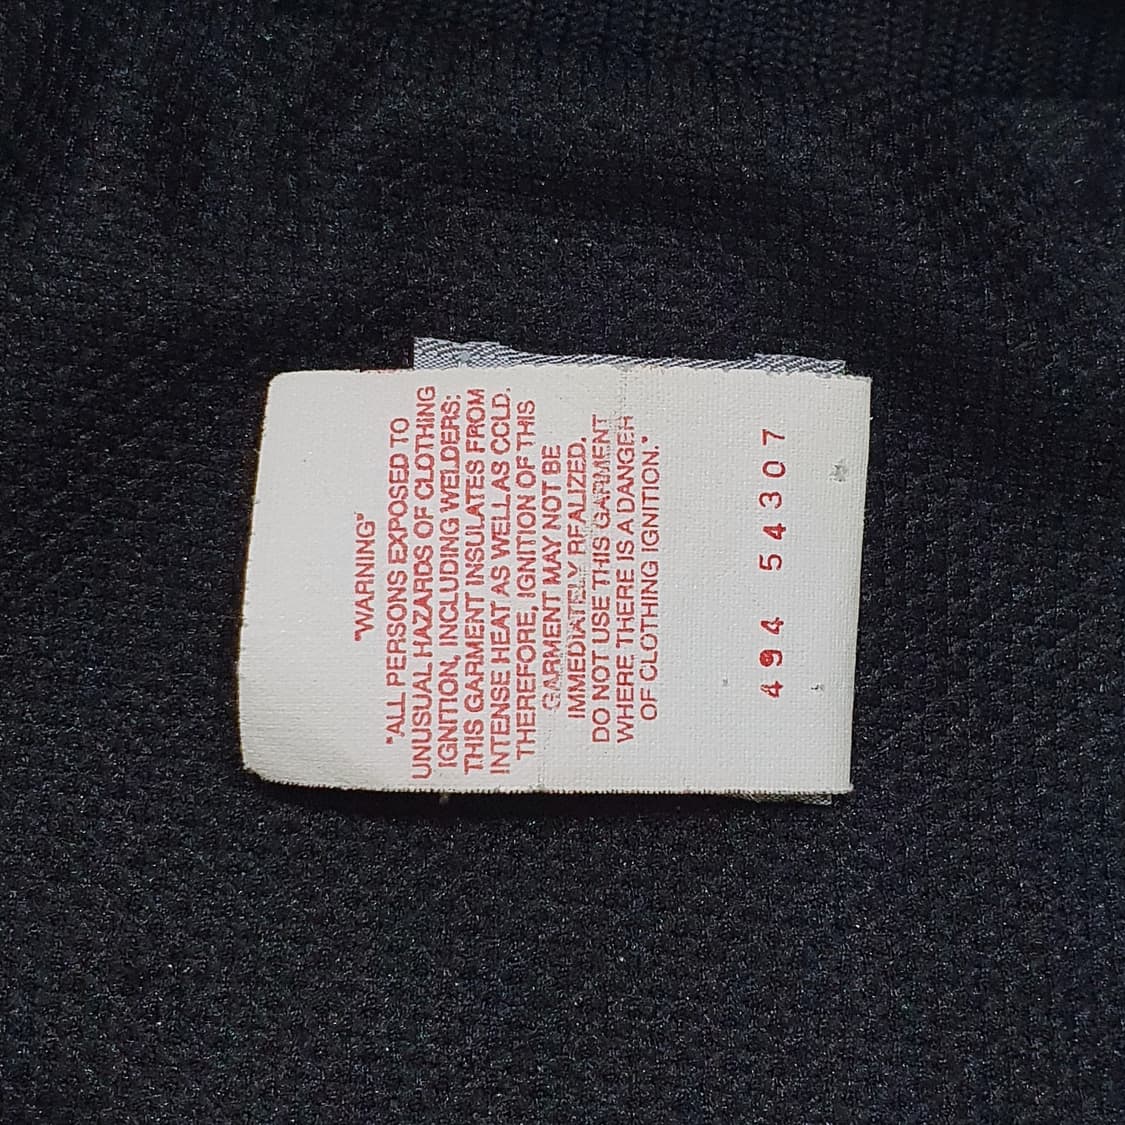 "WARNING"
"ALL PERSONS EXPOSED TO
UNUSUAL HAZARDS OF CLOTHING
IGNITION, INCLUDING WELDERS:
THIS GARMENT INSULATES FROM
INTENSE HEAT AS WELL AS COLD.
THEREFORE, IGNITION OF THIS
GARMENT MAY NOT BE
IMMEDIATELY REALIZED.
DO NOT USE THIS GARMENT
WHERE THERE IS A DANGER
OF CLOTHING IGNITION."
494 54307